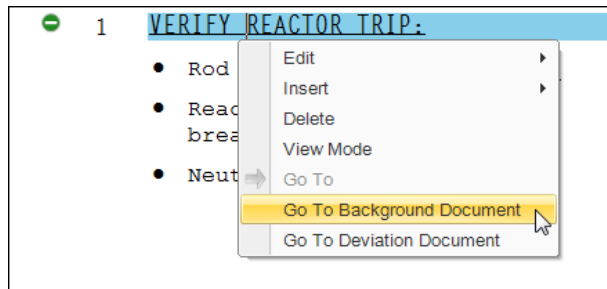 1 VERIFY REACTOR TRIP:
Edit
• Rod
Insert
• Reac
Delete
brea
View Mode
• Neut
Go To
Go To Background Document
Go To Deviation Document